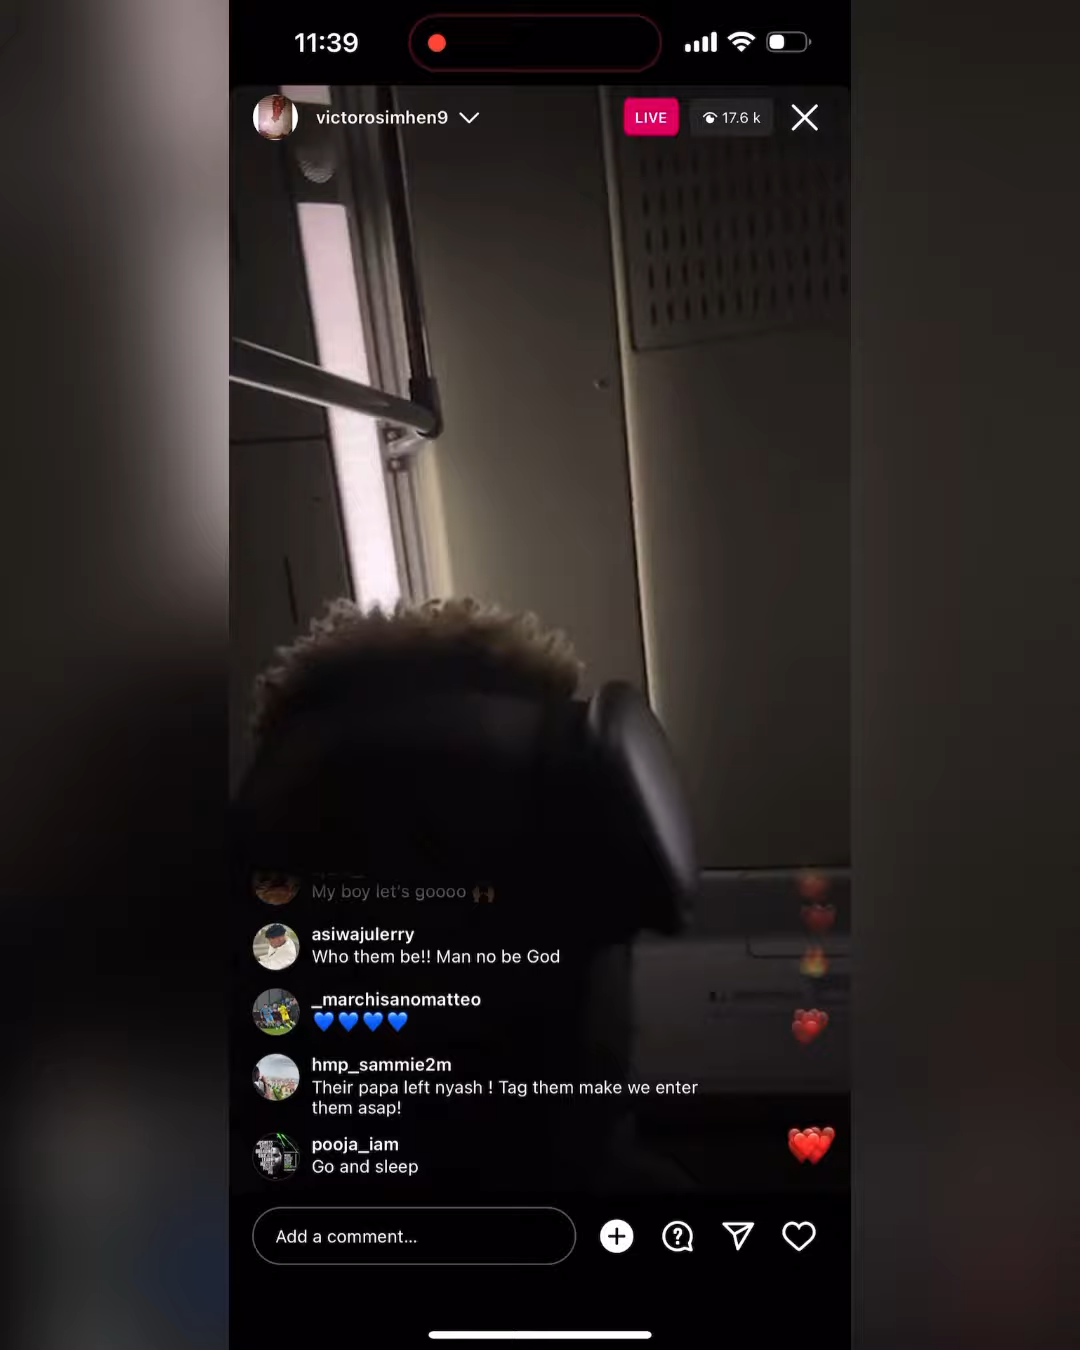 11:39
victorosimhen9
LIVE
17.6 k
My boy let's goooo 🙌🏾
asiwajulerry
Who them be!! Man no be God
_marchisanomatteo
💙💙💙💙
hmp_sammie2m
Their papa left nyash ! Tag them make we enter
them asap!
pooja_iam
Go and sleep
Add a comment...